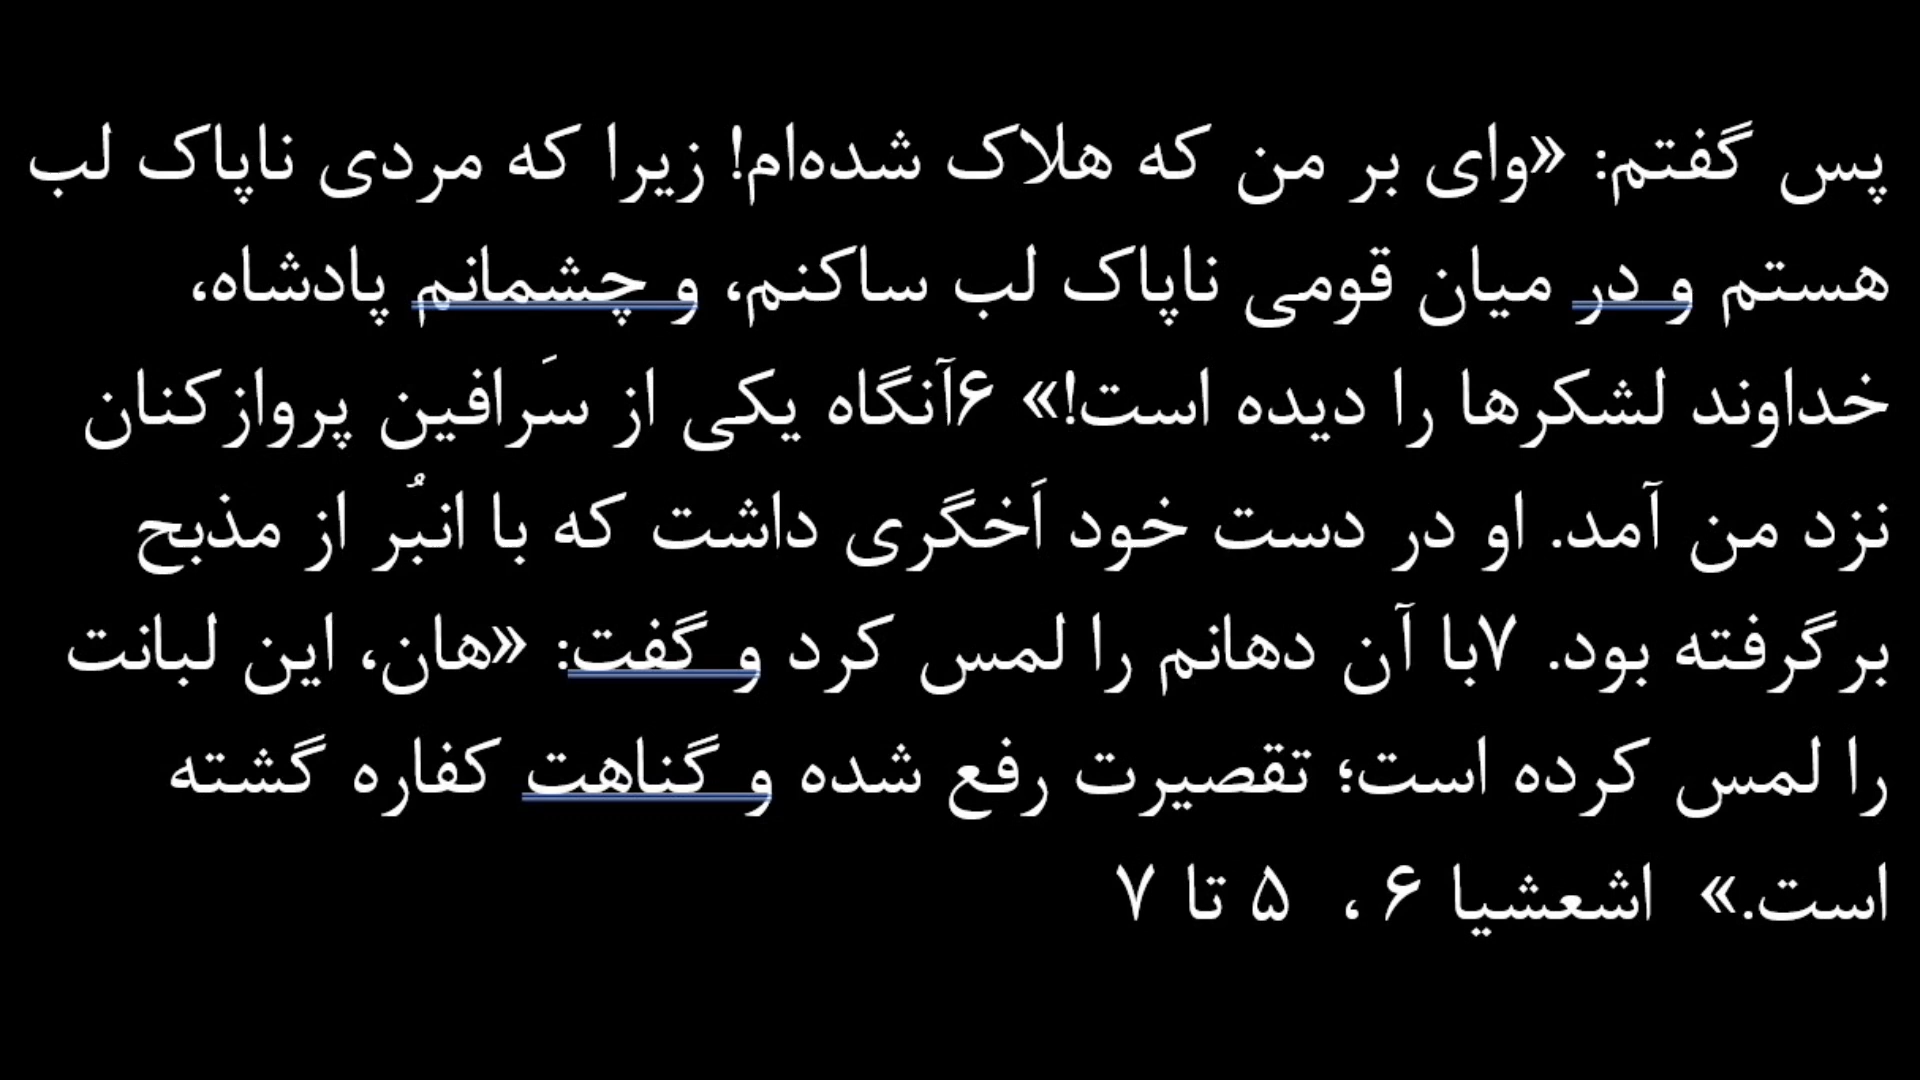 پس گفتم: «وای بر من که هلاک شده‌ام! زیرا که مردی ناپاک لب
هستم و در میان قومی ناپاک لب ساکنم، و چشمانم پادشاه،
خداوند لشکرها را دیده است!» ۶آنگاه یکی از سَرافین پروازکنان
نزد من آمد. او در دست خود اَخگری داشت که با انبُر از مذبح
برگرفته بود. ۷با آن دهانم را لمس کرد و گفت: «هان، این لبانت
را لمس کرده است؛ تقصیرت رفع شده و گناهت کفاره گشته
است.» اشعشیا ۶ ، ۵ تا ۷